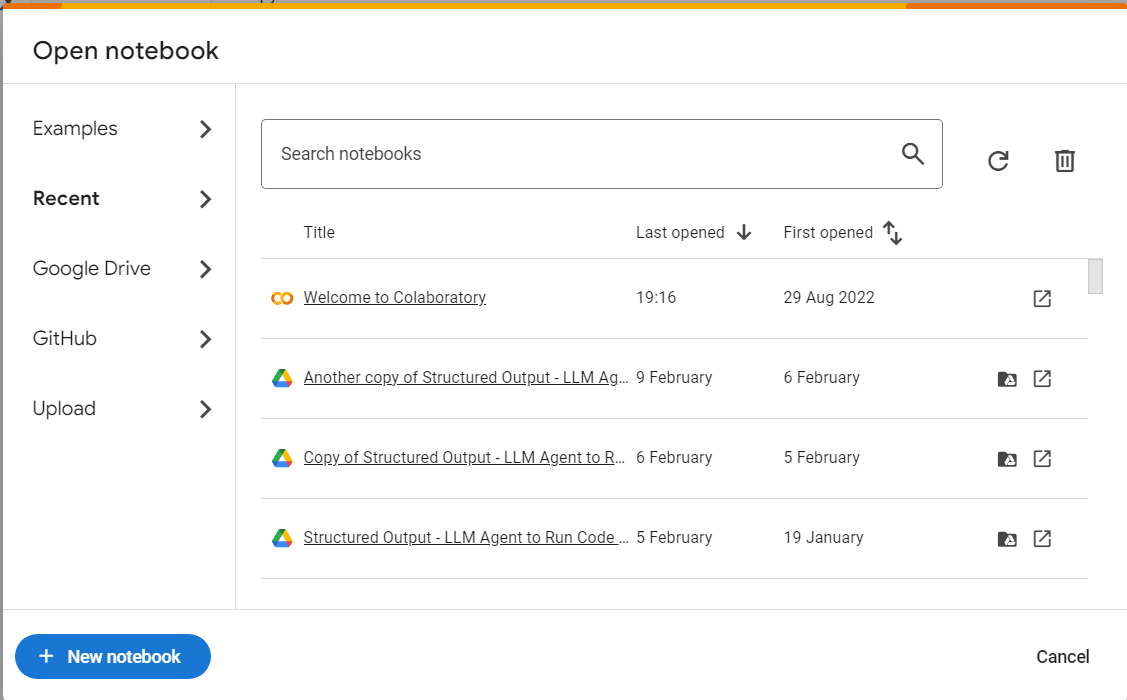 Open notebook
Examples
Recent
Google Drive
GitHub
Upload
Search notebooks
Title Last opened First opened
Welcome to Colaboratory 19:16 29 Aug 2022
Another copy of Structured Output - LLM Ag... 9 February 6 February
Copy of Structured Output - LLM Agent to R... 6 February 5 February
Structured Output - LLM Agent to Run Code ... 5 February 19 January
+ New notebook
Cancel